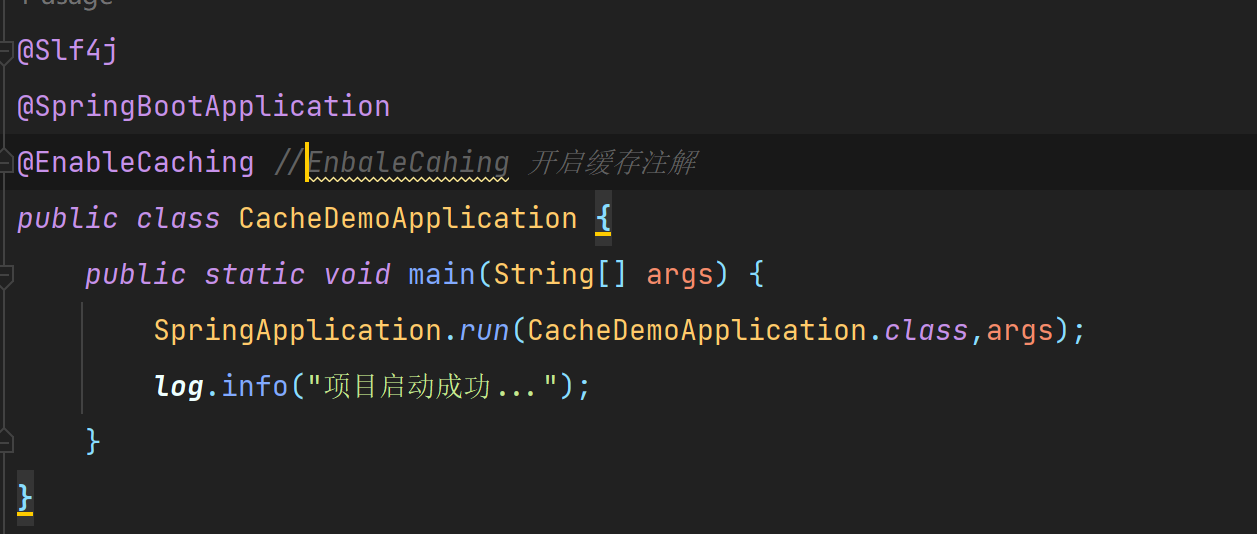 usage
@Slf4j
@SpringBootApplication
@EnableCaching //EnbaleCahing 开启缓存注解
public class CacheDemoApplication {
public static void main(String[] args) {
SpringApplication.run(CacheDemoApplication.class,args);
log.info("项目启动成功...");
}
}